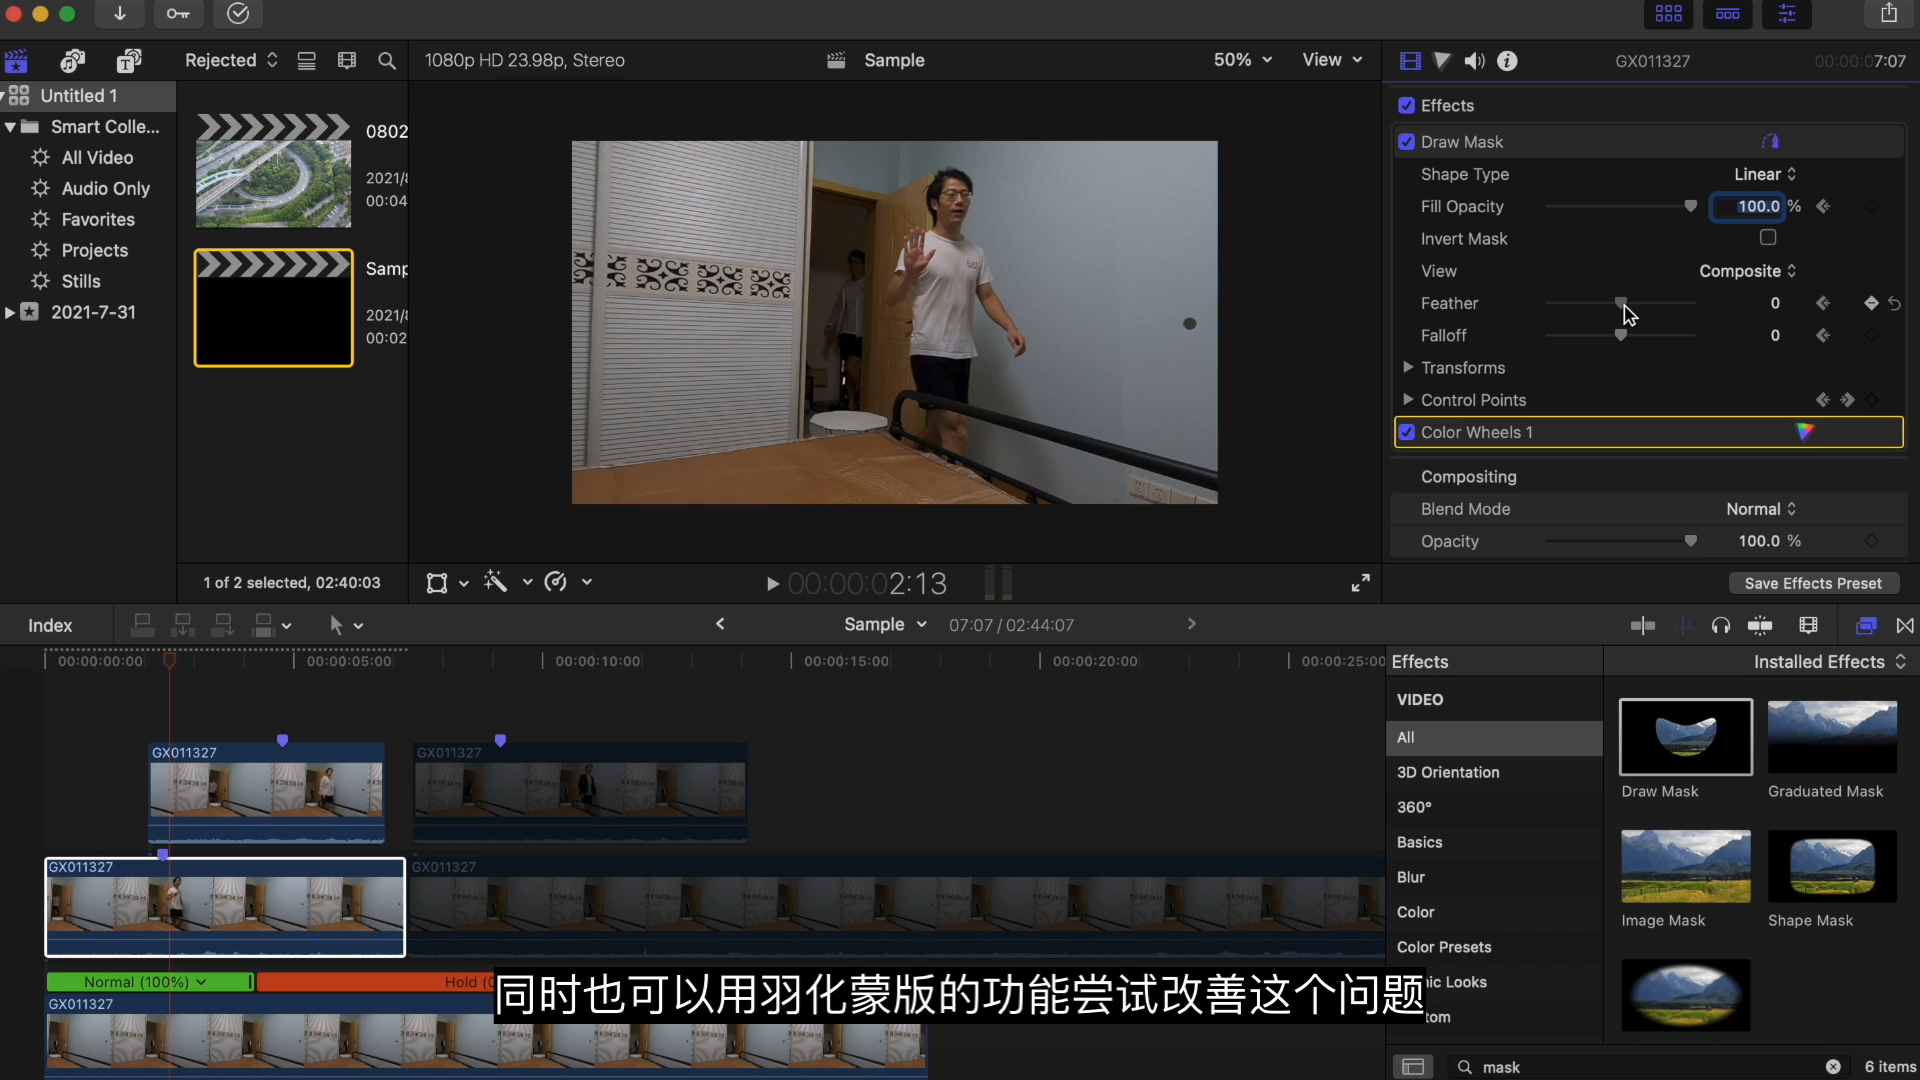 Rejected
1080p HD 23.98p, Stereo
Sample
50%
View
GX011327
00:00:07:07
Untitled 1
Smart Colle...
All Video
Audio Only
Favorites
Projects
Stills
2021-7-31
0802
2021/
00:04
Samp
2021/
00:02
1 of 2 selected, 02:40:03
00:00:02:13
Effects
Draw Mask
Shape Type
Linear
Fill Opacity
100.0 %
Invert Mask
View
Composite
Feather
0
Falloff
0
Transforms
Control Points
Color Wheels 1
Compositing
Blend Mode
Normal
Opacity
100.0 %
Save Effects Preset
Index
Sample
07:07 / 02:44:07
00:00:00:00
00:00:05:00
00:00:10:00
00:00:15:00
00:00:20:00
00:00:25:00
GX011327
GX011327
GX011327
GX011327
Normal (100%)
Hold (0
GX011327
同时也可以用羽化蒙版的功能尝试改善这个问题
Effects
Installed Effects
VIDEO
All
3D Orientation
360°
Basics
Blur
Color
Color Presets
ic Looks
tom
Draw Mask
Graduated Mask
Image Mask
Shape Mask
mask
6 items